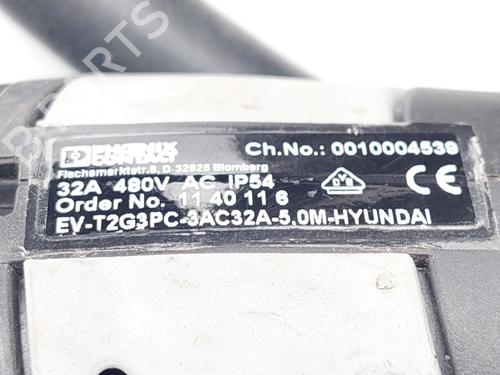 PHOENIX CONTACT
Ch.No.: 0010004539
Flachsmarktstr.8, D.32825 Blomberg
32A 480V AC IP54
Order No. 11 40 11 6
EV-T2G3PC-3AC32A-5.0M-HYUNDAI